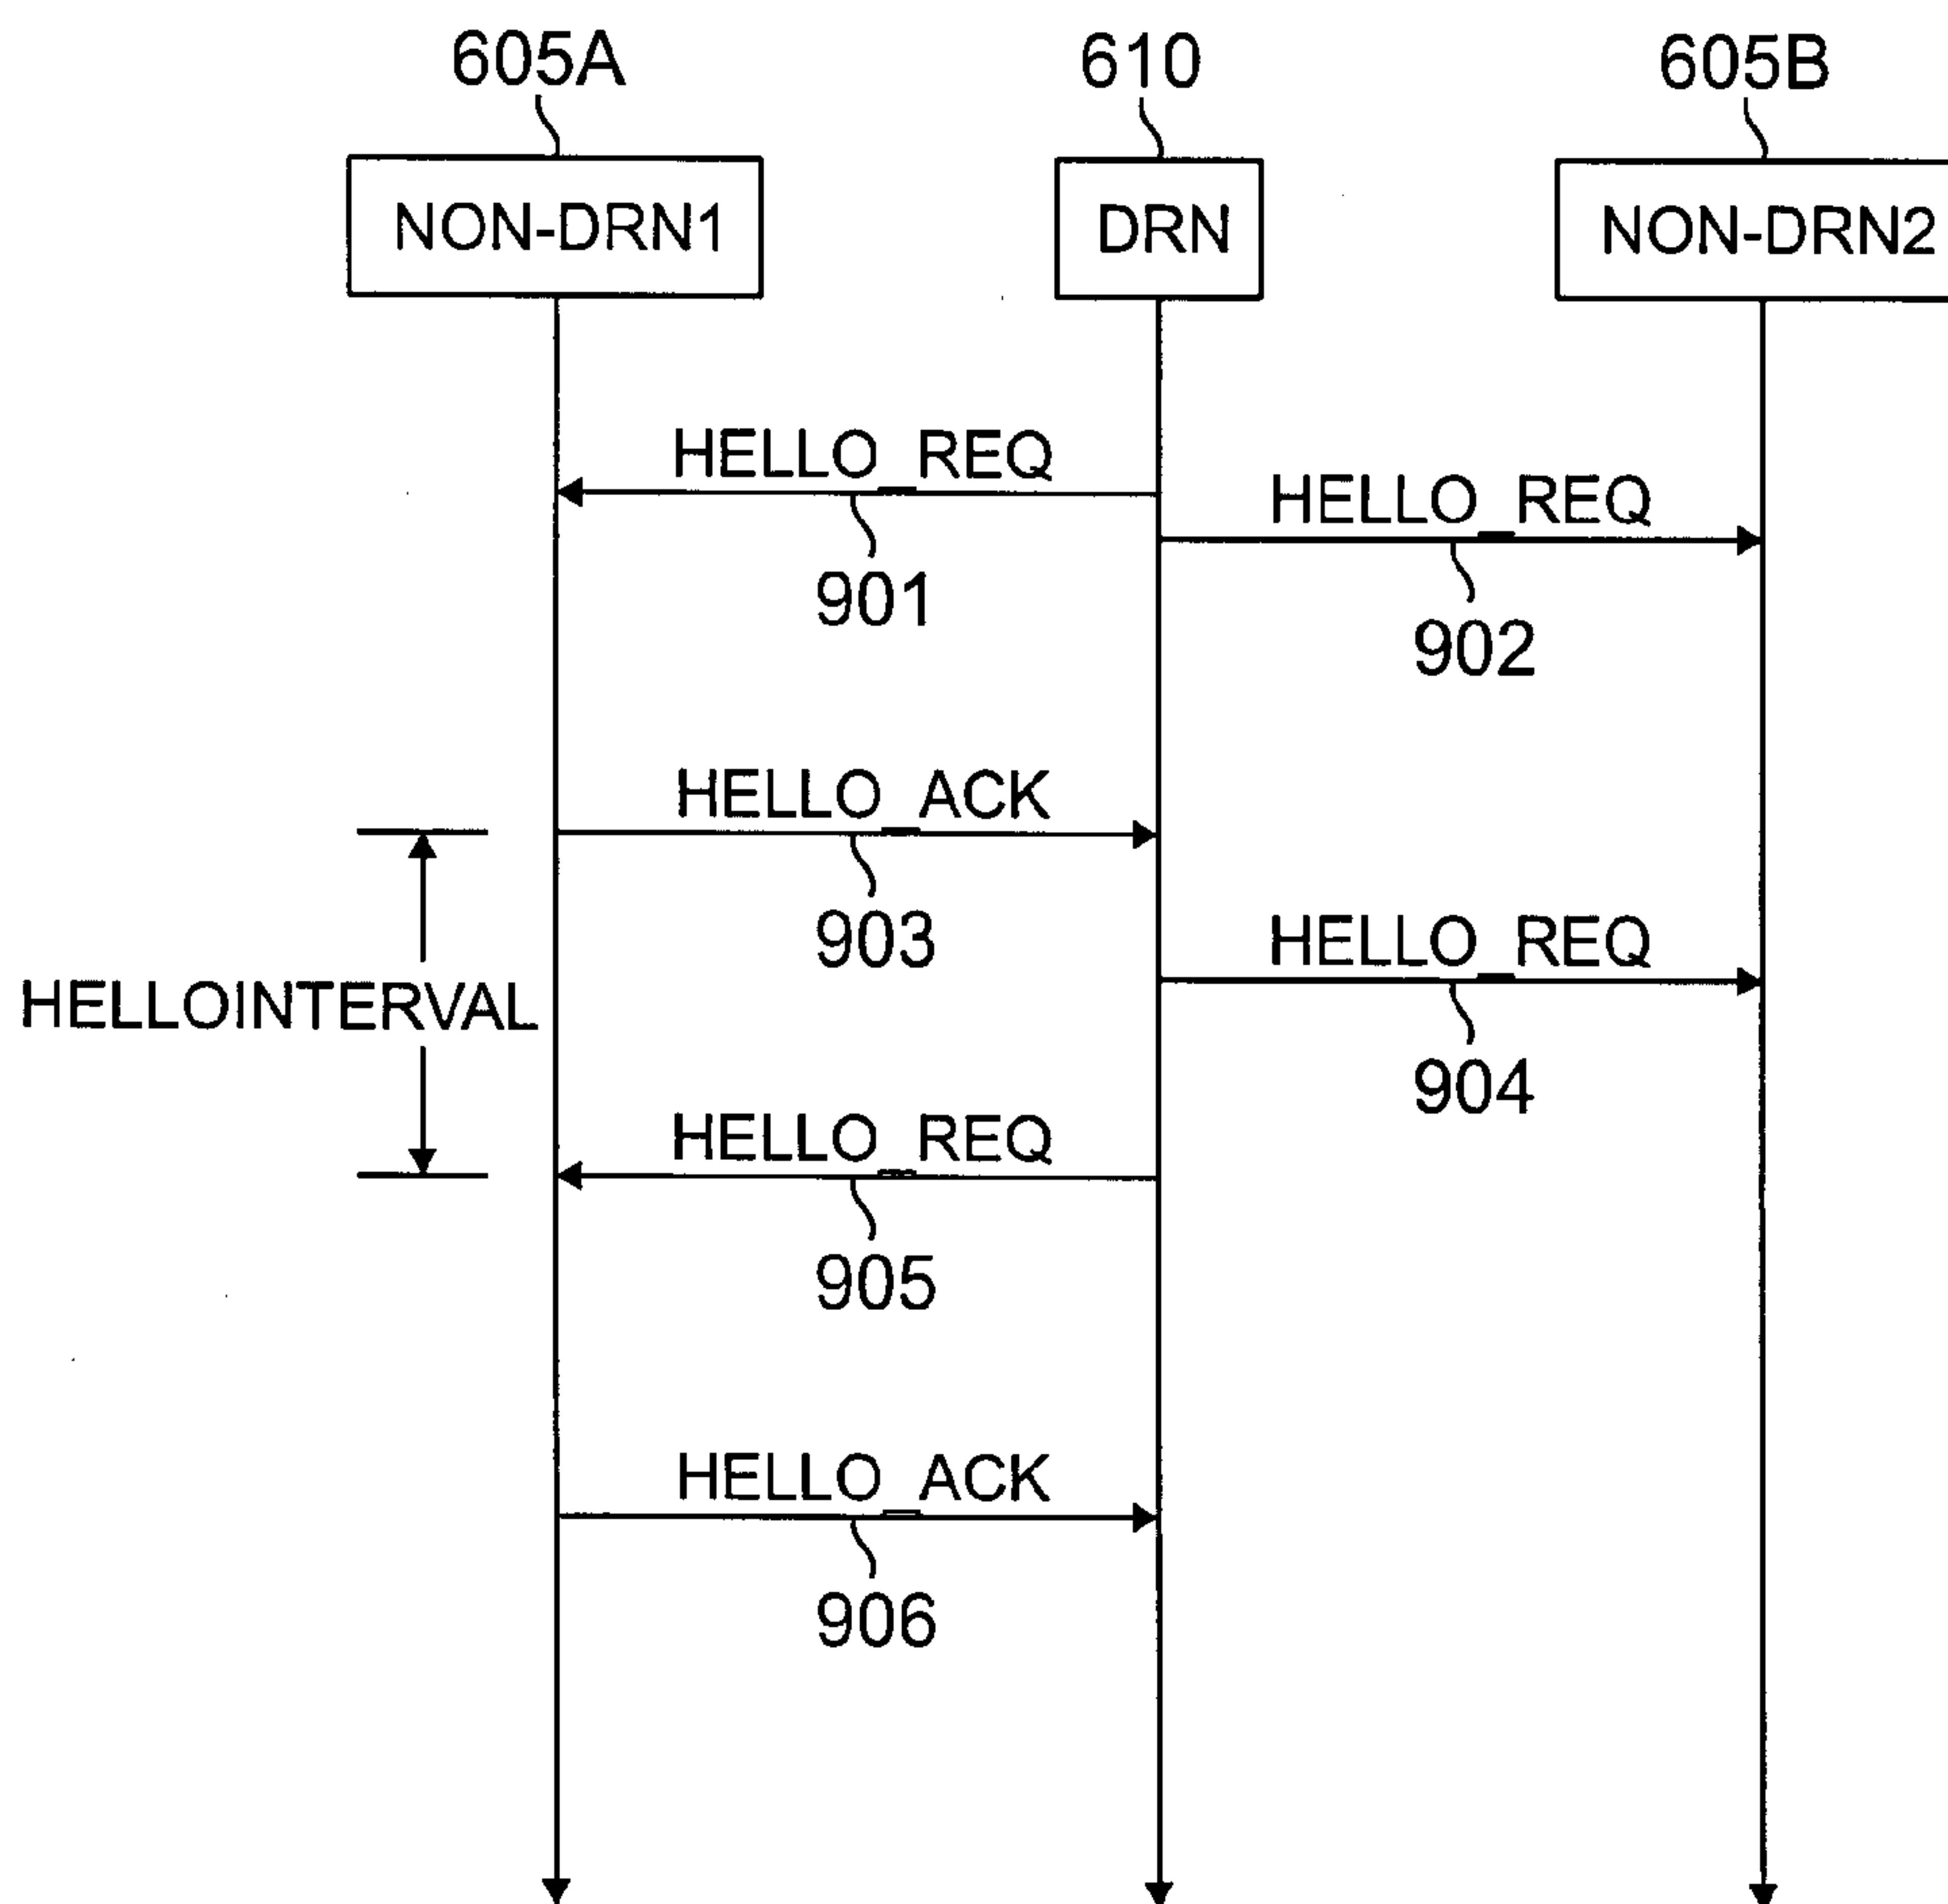 605A
610
605B
NON-DRN1
DRN
NON-DRN2
HELLO_REQ
HELLO_REQ
901
902
HELLO_ACK
903
HELLO_REQ
HELLOINTERVAL
904
HELLO_REQ
905
HELLO_ACK
906